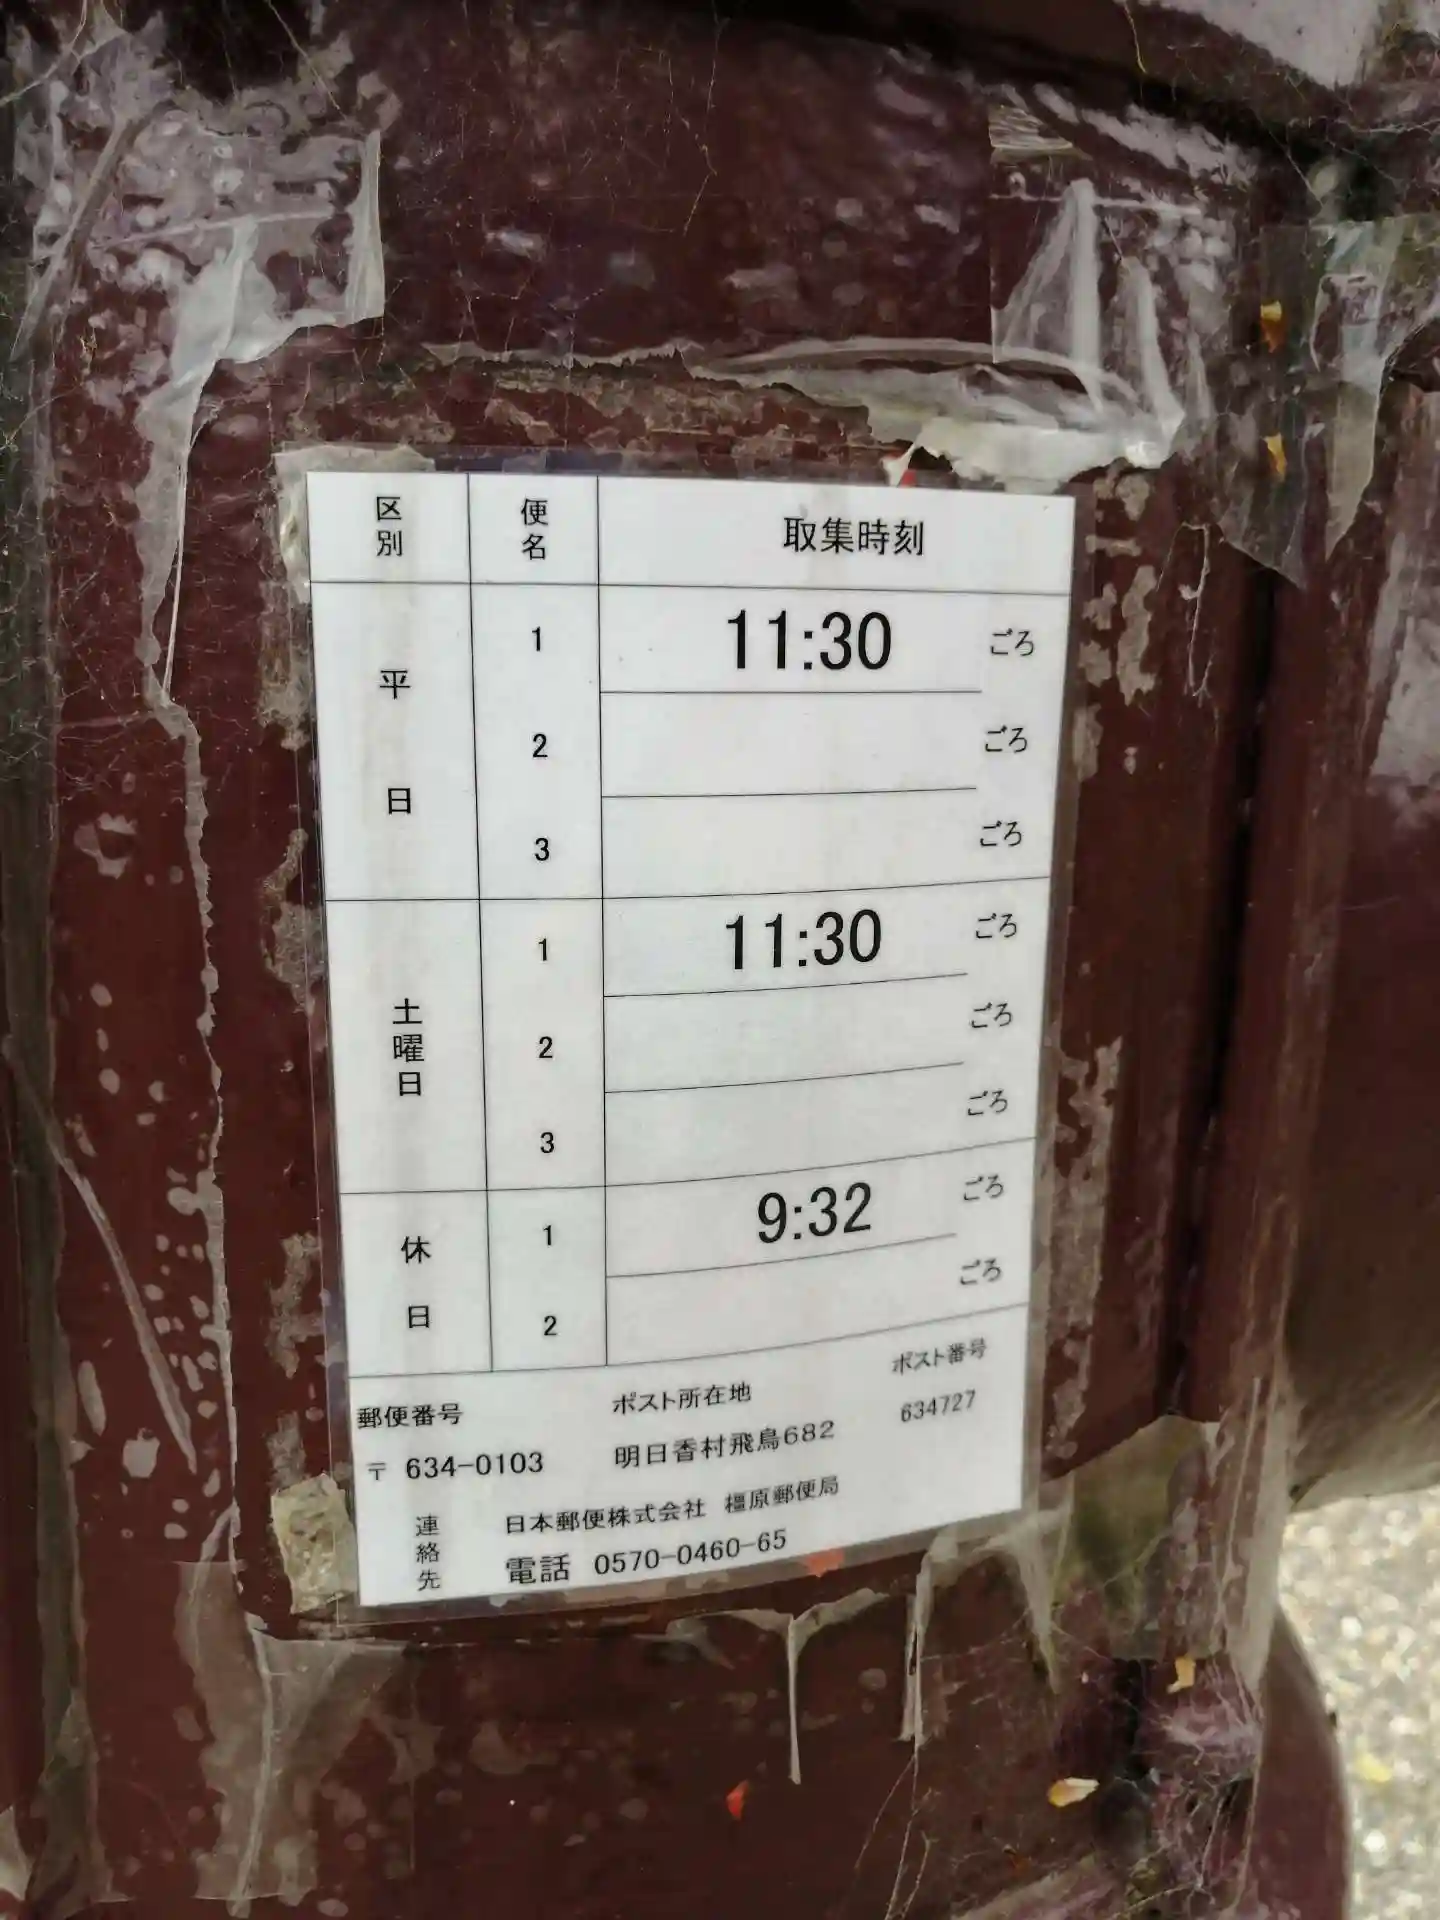 区別 便名 取集時刻
平日 1 11:30 ごろ
2 ごろ
3 ごろ
土曜日 1 11:30 ごろ
2 ごろ
3 ごろ
休日 1 9:32 ごろ
2 ごろ
郵便番号 ポスト所在地 ポスト番号
〒 634-0103 明日香村飛鳥682 634727
連絡先 日本郵便株式会社 橿原郵便局
電話 0570-0460-65